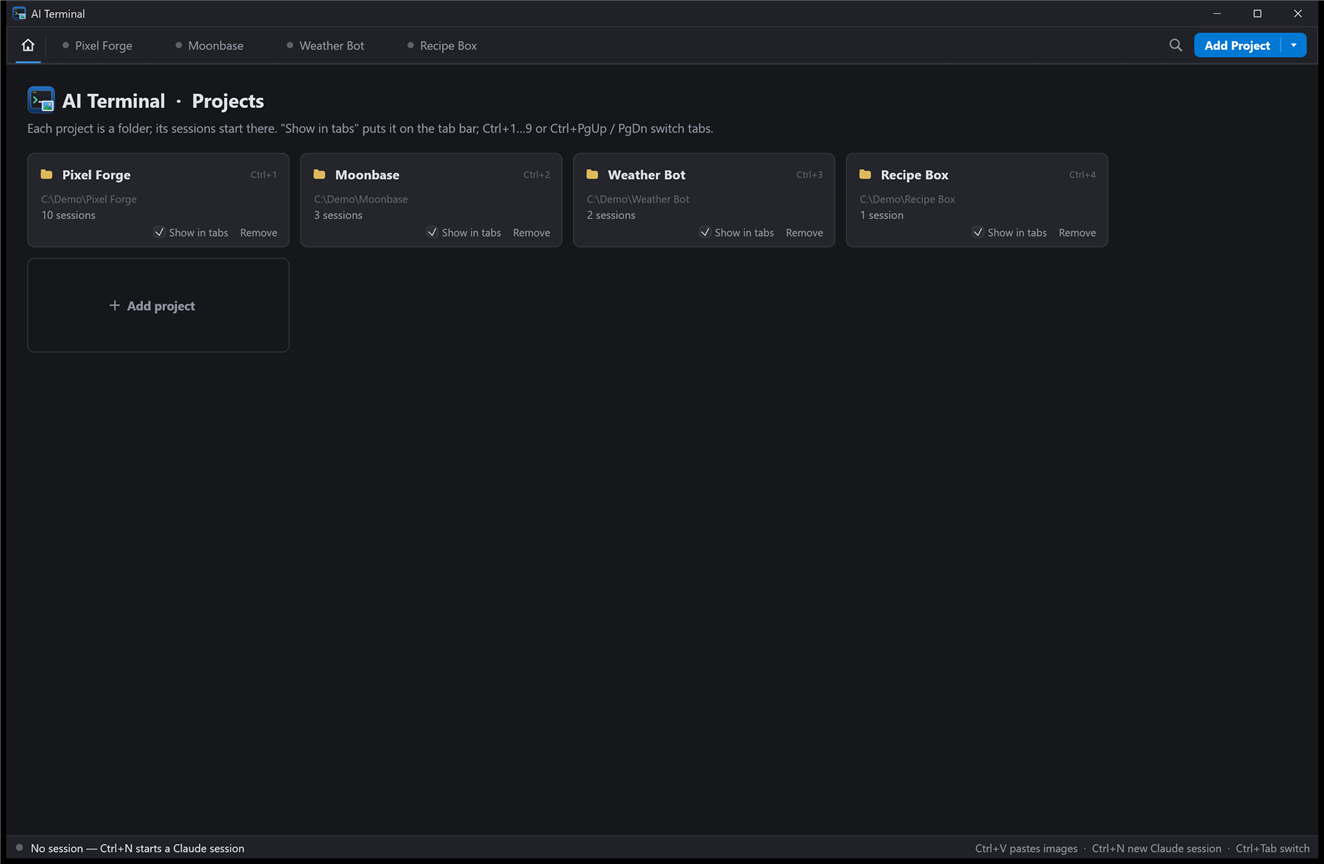 AI Terminal
Pixel Forge
Moonbase
Weather Bot
Recipe Box
Add Project
AI Terminal · Projects
Each project is a folder; its sessions start there. "Show in tabs" puts it on the tab bar; Ctrl+1...9 or Ctrl+PgUp / PgDn switch tabs.
Pixel Forge
Ctrl+1
C:\Demo\Pixel Forge
10 sessions
Show in tabs
Remove
Moonbase
Ctrl+2
C:\Demo\Moonbase
3 sessions
Show in tabs
Remove
Weather Bot
Ctrl+3
C:\Demo\Weather Bot
2 sessions
Show in tabs
Remove
Recipe Box
Ctrl+4
C:\Demo\Recipe Box
1 session
Show in tabs
Remove
+ Add project
No session — Ctrl+N starts a Claude session
Ctrl+V pastes images · Ctrl+N new Claude session · Ctrl+Tab switch